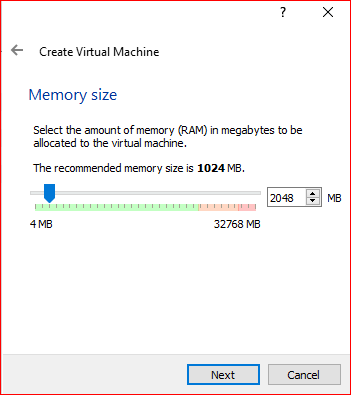 ?
Create Virtual Machine
Memory size
Select the amount of memory (RAM) in megabytes to be
allocated to the virtual machine.
The recommended memory size is 1024 MB.
2048 MB
4 MB 32768 MB
Next Cancel